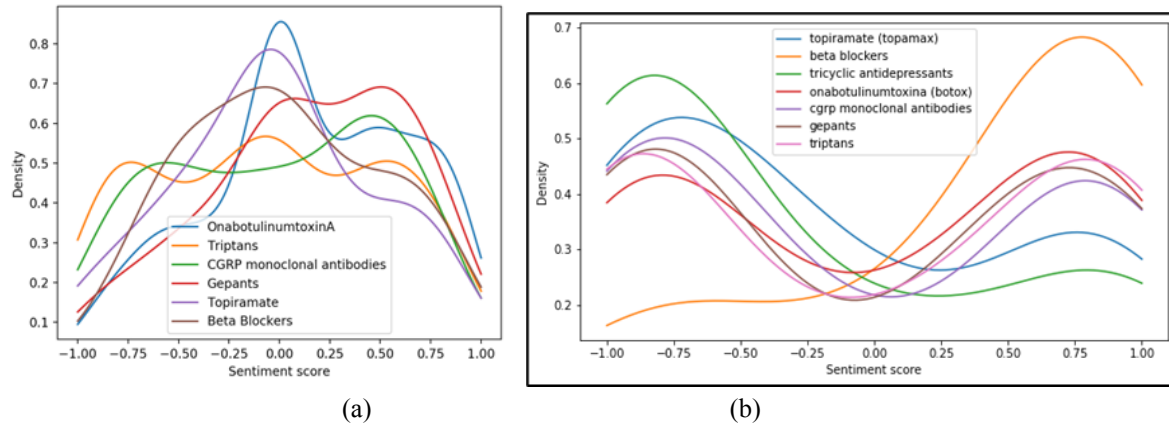 0.8
0.7
0.6
0.5
0.4
0.3
0.2
0.1
Density
OnabotulinumtoxinA
Triptans
CGRP monoclonal antibodies
Gepants
Topiramate
Beta Blockers
−1.00 −0.75 −0.50 −0.25 0.00 0.25 0.50 0.75 1.00
Sentiment score
(a)
0.7
0.6
0.5
0.4
0.3
0.2
Density
topiramate (topamax)
beta blockers
tricyclic antidepressants
onabotulinumtoxina (botox)
cgrp monoclonal antibodies
gepants
triptans
−1.00 −0.75 −0.50 −0.25 0.00 0.25 0.50 0.75 1.00
Sentiment score
(b)